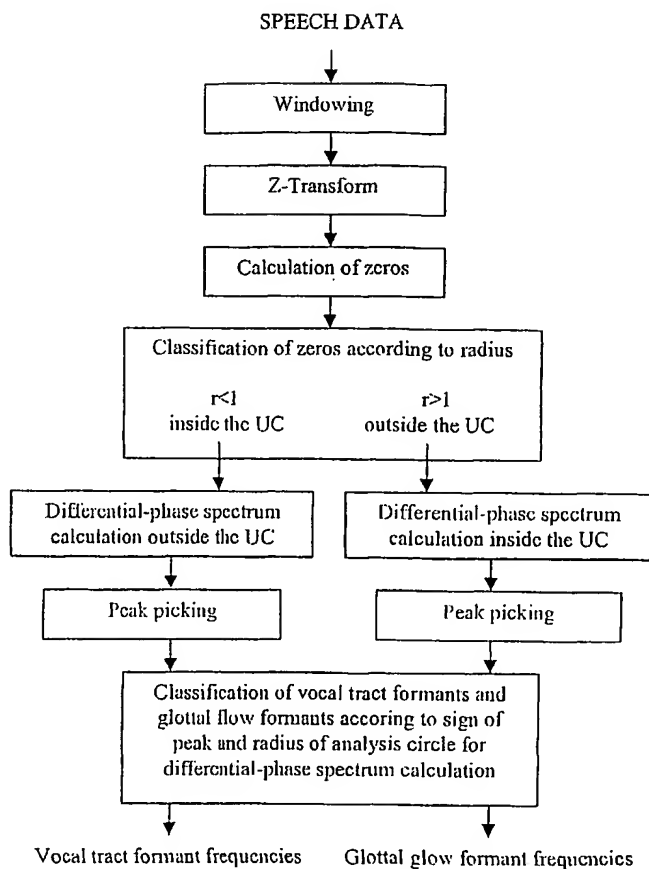 SPEECH DATA
Windowing
Z-Transform
Calculation of zeros
Classification of zeros according to radius
r<1
inside the UC
r>1
outside the UC
Differential-phase spectrum
calculation outside the UC
Differential-phase spectrum
calculation inside the UC
Peak picking
Peak picking
Classification of vocal tract formants and
glottal flow formants accoring to sign of
peak and radius of analysis circle for
differential-phase spectrum calculation
Vocal tract formant frequencies
Glottal glow formant frequencies